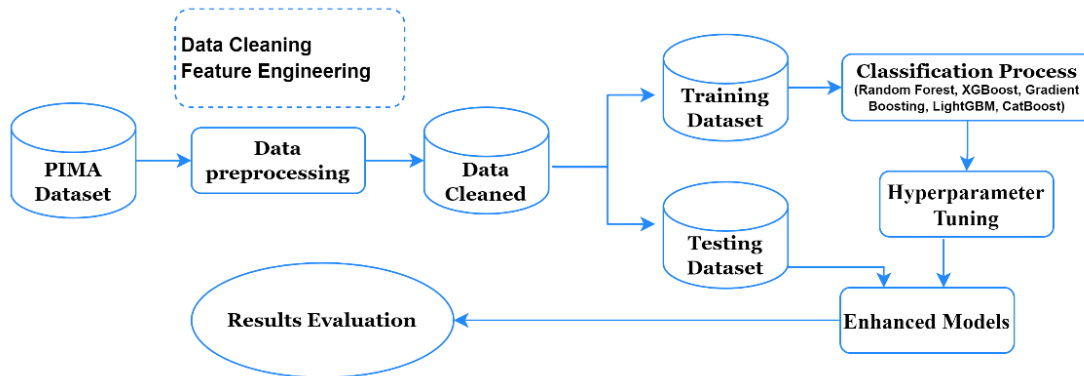 Data Cleaning
Feature Engineering
PIMA
Dataset
Data
preprocessing
Data
Cleaned
Training
Dataset
Classification Process
(Random Forest, XGBoost, Gradient
Boosting, LightGBM, CatBoost)
Hyperparameter
Tuning
Testing
Dataset
Enhanced Models
Results Evaluation